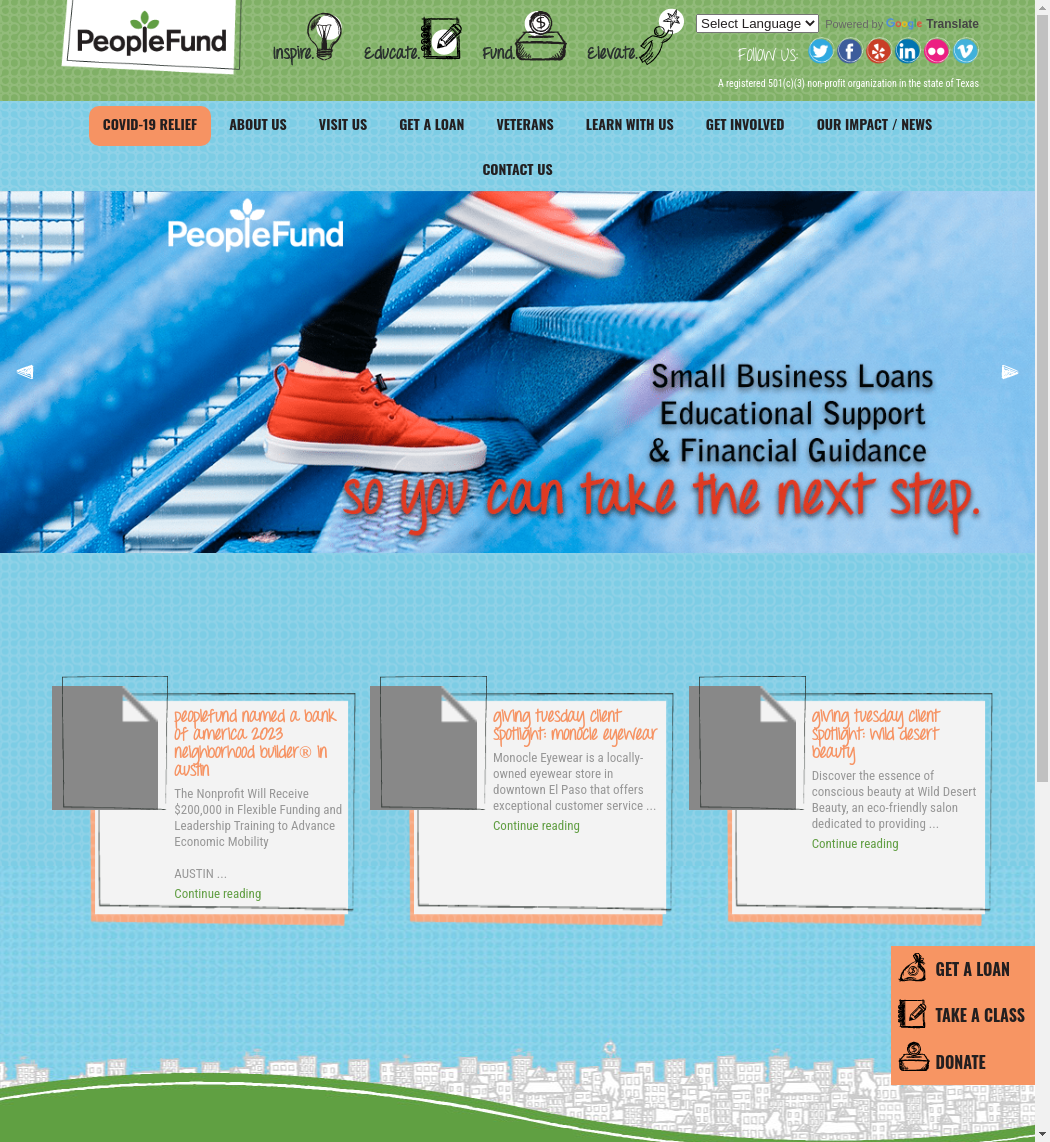 PeopleFund
Inspire.
Educate.
Fund.
Elevate.
Select Language
Powered by Google Translate
Follow Us:
A registered 501(c)(3) non-profit organization in the state of Texas
COVID-19 RELIEF
ABOUT US
VISIT US
GET A LOAN
VETERANS
LEARN WITH US
GET INVOLVED
OUR IMPACT / NEWS
CONTACT US
PeopleFund
Small Business Loans
Educational Support
& Financial Guidance
so you can take the next step.
peoplefund named a bank
of america 2023
neighborhood builder® in
austin
The Nonprofit Will Receive
$200,000 in Flexible Funding and
Leadership Training to Advance
Economic Mobility
AUSTIN ...
Continue reading
giving tuesday client
spotlight: monocle eyewear
Monocle Eyewear is a locally-
owned eyewear store in
downtown El Paso that offers
exceptional customer service ...
Continue reading
giving tuesday client
spotlight: wild desert
beauty
Discover the essence of
conscious beauty at Wild Desert
Beauty, an eco-friendly salon
dedicated to providing ...
Continue reading
GET A LOAN
TAKE A CLASS
DONATE